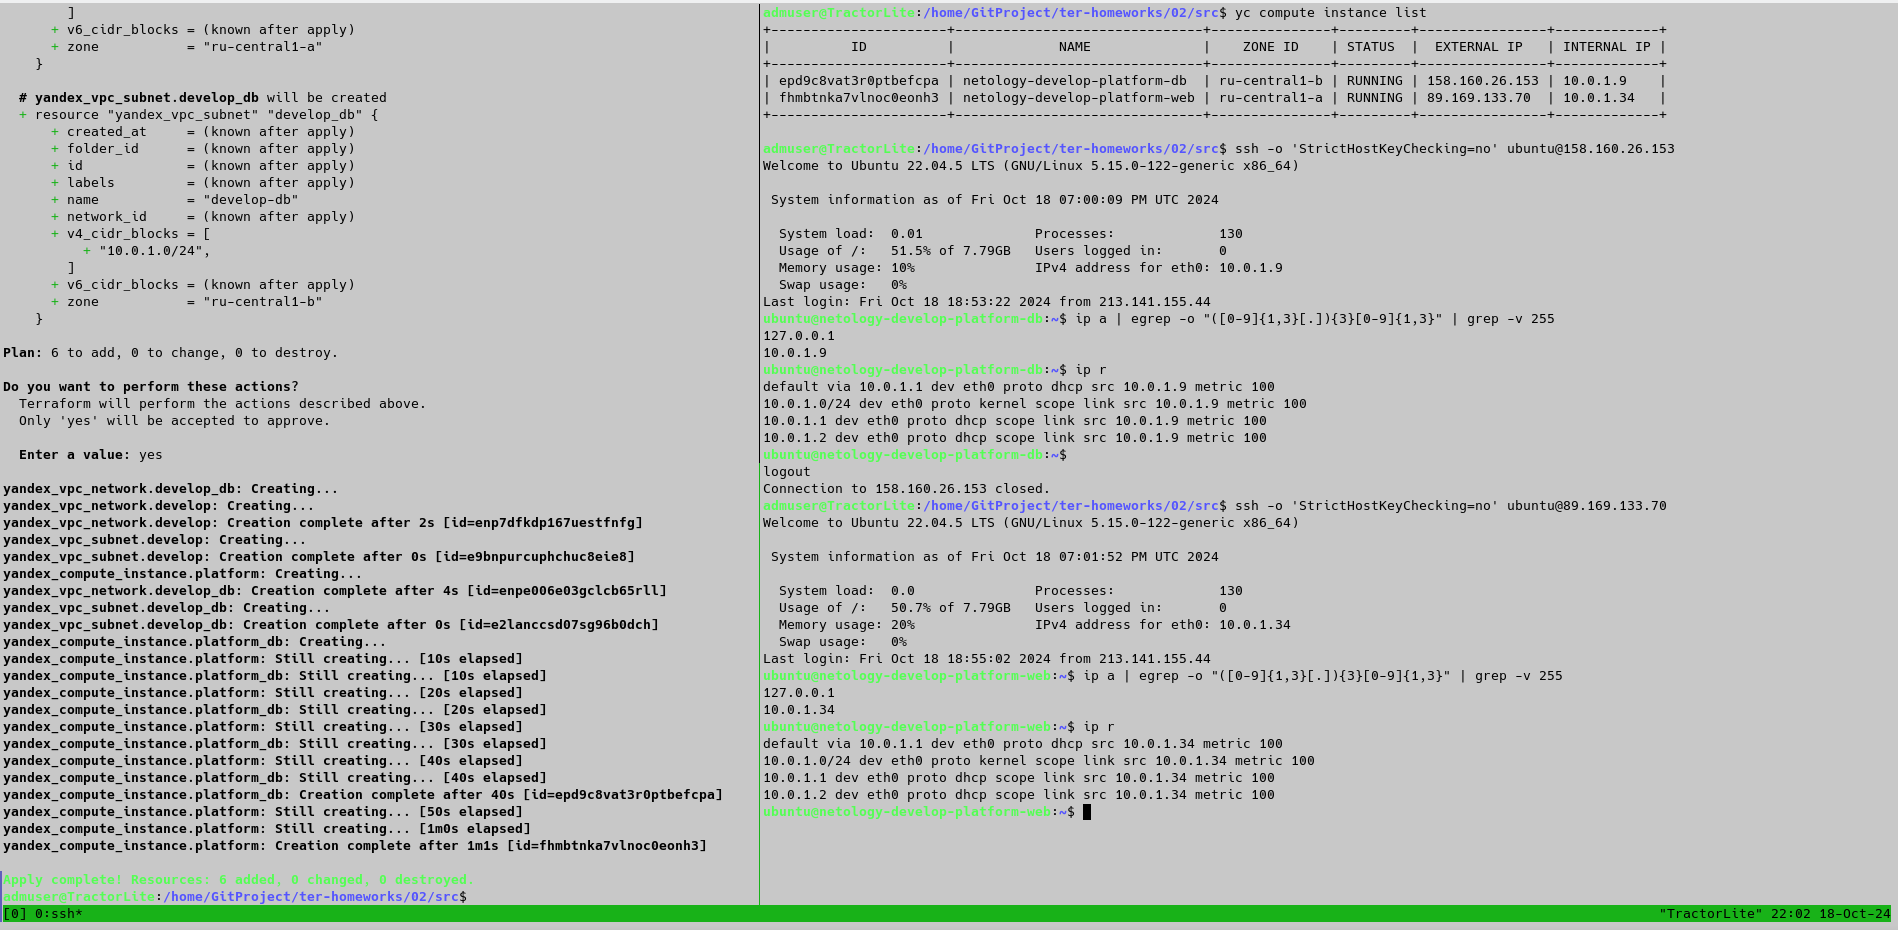 ]
      + v6_cidr_blocks = (known after apply)
      + zone           = "ru-central1-a"
    }

  # yandex_vpc_subnet.develop_db will be created
  + resource "yandex_vpc_subnet" "develop_db" {
      + created_at     = (known after apply)
      + folder_id      = (known after apply)
      + id             = (known after apply)
      + labels         = (known after apply)
      + name           = "develop-db"
      + network_id     = (known after apply)
      + v4_cidr_blocks = [
          + "10.0.1.0/24",
        ]
      + v6_cidr_blocks = (known after apply)
      + zone           = "ru-central1-b"
    }

Plan: 6 to add, 0 to change, 0 to destroy.

Do you want to perform these actions?
  Terraform will perform the actions described above.
  Only 'yes' will be accepted to approve.

  Enter a value: yes

yandex_vpc_network.develop_db: Creating...
yandex_vpc_network.develop: Creating...
yandex_vpc_network.develop: Creation complete after 2s [id=enp7dfkdp167uestfnfg]
yandex_vpc_subnet.develop: Creating...
yandex_vpc_subnet.develop: Creation complete after 0s [id=e9bnpurcuphchuc8eie8]
yandex_compute_instance.platform: Creating...
yandex_vpc_network.develop_db: Creation complete after 4s [id=enpe006e03gclcb65rll]
yandex_vpc_subnet.develop_db: Creating...
yandex_vpc_subnet.develop_db: Creation complete after 0s [id=e2lanccsd07sg96b0dch]
yandex_compute_instance.platform_db: Creating...
yandex_compute_instance.platform: Still creating... [10s elapsed]
yandex_compute_instance.platform_db: Still creating... [10s elapsed]
yandex_compute_instance.platform: Still creating... [20s elapsed]
yandex_compute_instance.platform_db: Still creating... [20s elapsed]
yandex_compute_instance.platform: Still creating... [30s elapsed]
yandex_compute_instance.platform_db: Still creating... [30s elapsed]
yandex_compute_instance.platform: Still creating... [40s elapsed]
yandex_compute_instance.platform_db: Still creating... [40s elapsed]
yandex_compute_instance.platform_db: Creation complete after 40s [id=epd9c8vat3r0ptbefcpa]
yandex_compute_instance.platform: Still creating... [50s elapsed]
yandex_compute_instance.platform: Still creating... [1m0s elapsed]
yandex_compute_instance.platform: Creation complete after 1m1s [id=fhmbtnka7vlnoc0eonh3]

Apply complete! Resources: 6 added, 0 changed, 0 destroyed.
admuser@TractorLite:/home/GitProject/ter-homeworks/02/src$
admuser@TractorLite:/home/GitProject/ter-homeworks/02/src$ yc compute instance list
+----------------------+-------------------------------+---------------+---------+----------------+-------------+
|          ID          |             NAME              |    ZONE ID    | STATUS  |  EXTERNAL IP   | INTERNAL IP |
+----------------------+-------------------------------+---------------+---------+----------------+-------------+
| epd9c8vat3r0ptbefcpa | netology-develop-platform-db  | ru-central1-b | RUNNING | 158.160.26.153 | 10.0.1.9    |
| fhmbtnka7vlnoc0eonh3 | netology-develop-platform-web | ru-central1-a | RUNNING | 89.169.133.70  | 10.0.1.34   |
+----------------------+-------------------------------+---------------+---------+----------------+-------------+

admuser@TractorLite:/home/GitProject/ter-homeworks/02/src$ ssh -o 'StrictHostKeyChecking=no' ubuntu@158.160.26.153
Welcome to Ubuntu 22.04.5 LTS (GNU/Linux 5.15.0-122-generic x86_64)

 System information as of Fri Oct 18 07:00:09 PM UTC 2024

  System load:  0.01              Processes:             130
  Usage of /:   51.5% of 7.79GB   Users logged in:       0
  Memory usage: 10%               IPv4 address for eth0: 10.0.1.9
  Swap usage:   0%
Last login: Fri Oct 18 18:53:22 2024 from 213.141.155.44
ubuntu@netology-develop-platform-db:~$ ip a | egrep -o "([0-9]{1,3}[.]){3}[0-9]{1,3}" | grep -v 255
127.0.0.1
10.0.1.9
ubuntu@netology-develop-platform-db:~$ ip r
default via 10.0.1.1 dev eth0 proto dhcp src 10.0.1.9 metric 100
10.0.1.0/24 dev eth0 proto kernel scope link src 10.0.1.9 metric 100
10.0.1.1 dev eth0 proto dhcp scope link src 10.0.1.9 metric 100
10.0.1.2 dev eth0 proto dhcp scope link src 10.0.1.9 metric 100
ubuntu@netology-develop-platform-db:~$
logout
Connection to 158.160.26.153 closed.
admuser@TractorLite:/home/GitProject/ter-homeworks/02/src$ ssh -o 'StrictHostKeyChecking=no' ubuntu@89.169.133.70
Welcome to Ubuntu 22.04.5 LTS (GNU/Linux 5.15.0-122-generic x86_64)

 System information as of Fri Oct 18 07:01:52 PM UTC 2024

  System load:  0.0               Processes:             130
  Usage of /:   50.7% of 7.79GB   Users logged in:       0
  Memory usage: 20%               IPv4 address for eth0: 10.0.1.34
  Swap usage:   0%
Last login: Fri Oct 18 18:55:02 2024 from 213.141.155.44
ubuntu@netology-develop-platform-web:~$ ip a | egrep -o "([0-9]{1,3}[.]){3}[0-9]{1,3}" | grep -v 255
127.0.0.1
10.0.1.34
ubuntu@netology-develop-platform-web:~$ ip r
default via 10.0.1.1 dev eth0 proto dhcp src 10.0.1.34 metric 100
10.0.1.0/24 dev eth0 proto kernel scope link src 10.0.1.34 metric 100
10.0.1.1 dev eth0 proto dhcp scope link src 10.0.1.34 metric 100
10.0.1.2 dev eth0 proto dhcp scope link src 10.0.1.34 metric 100
ubuntu@netology-develop-platform-web:~$
[0] 0:ssh* "TractorLite" 22:02 18-Oct-24